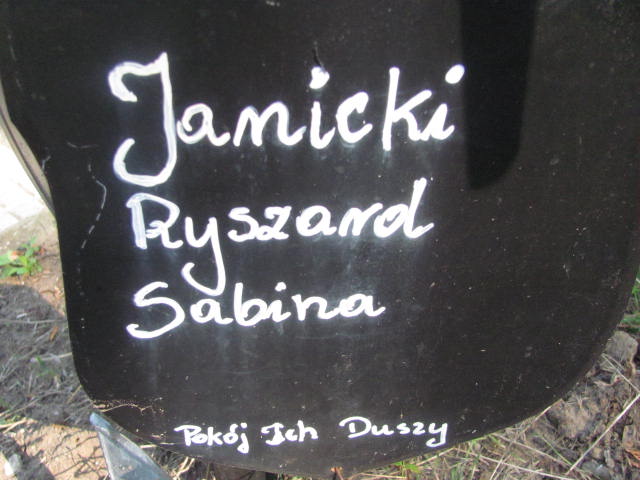 Janicki
Ryszard
Sabina
Pokój Ich Duszy